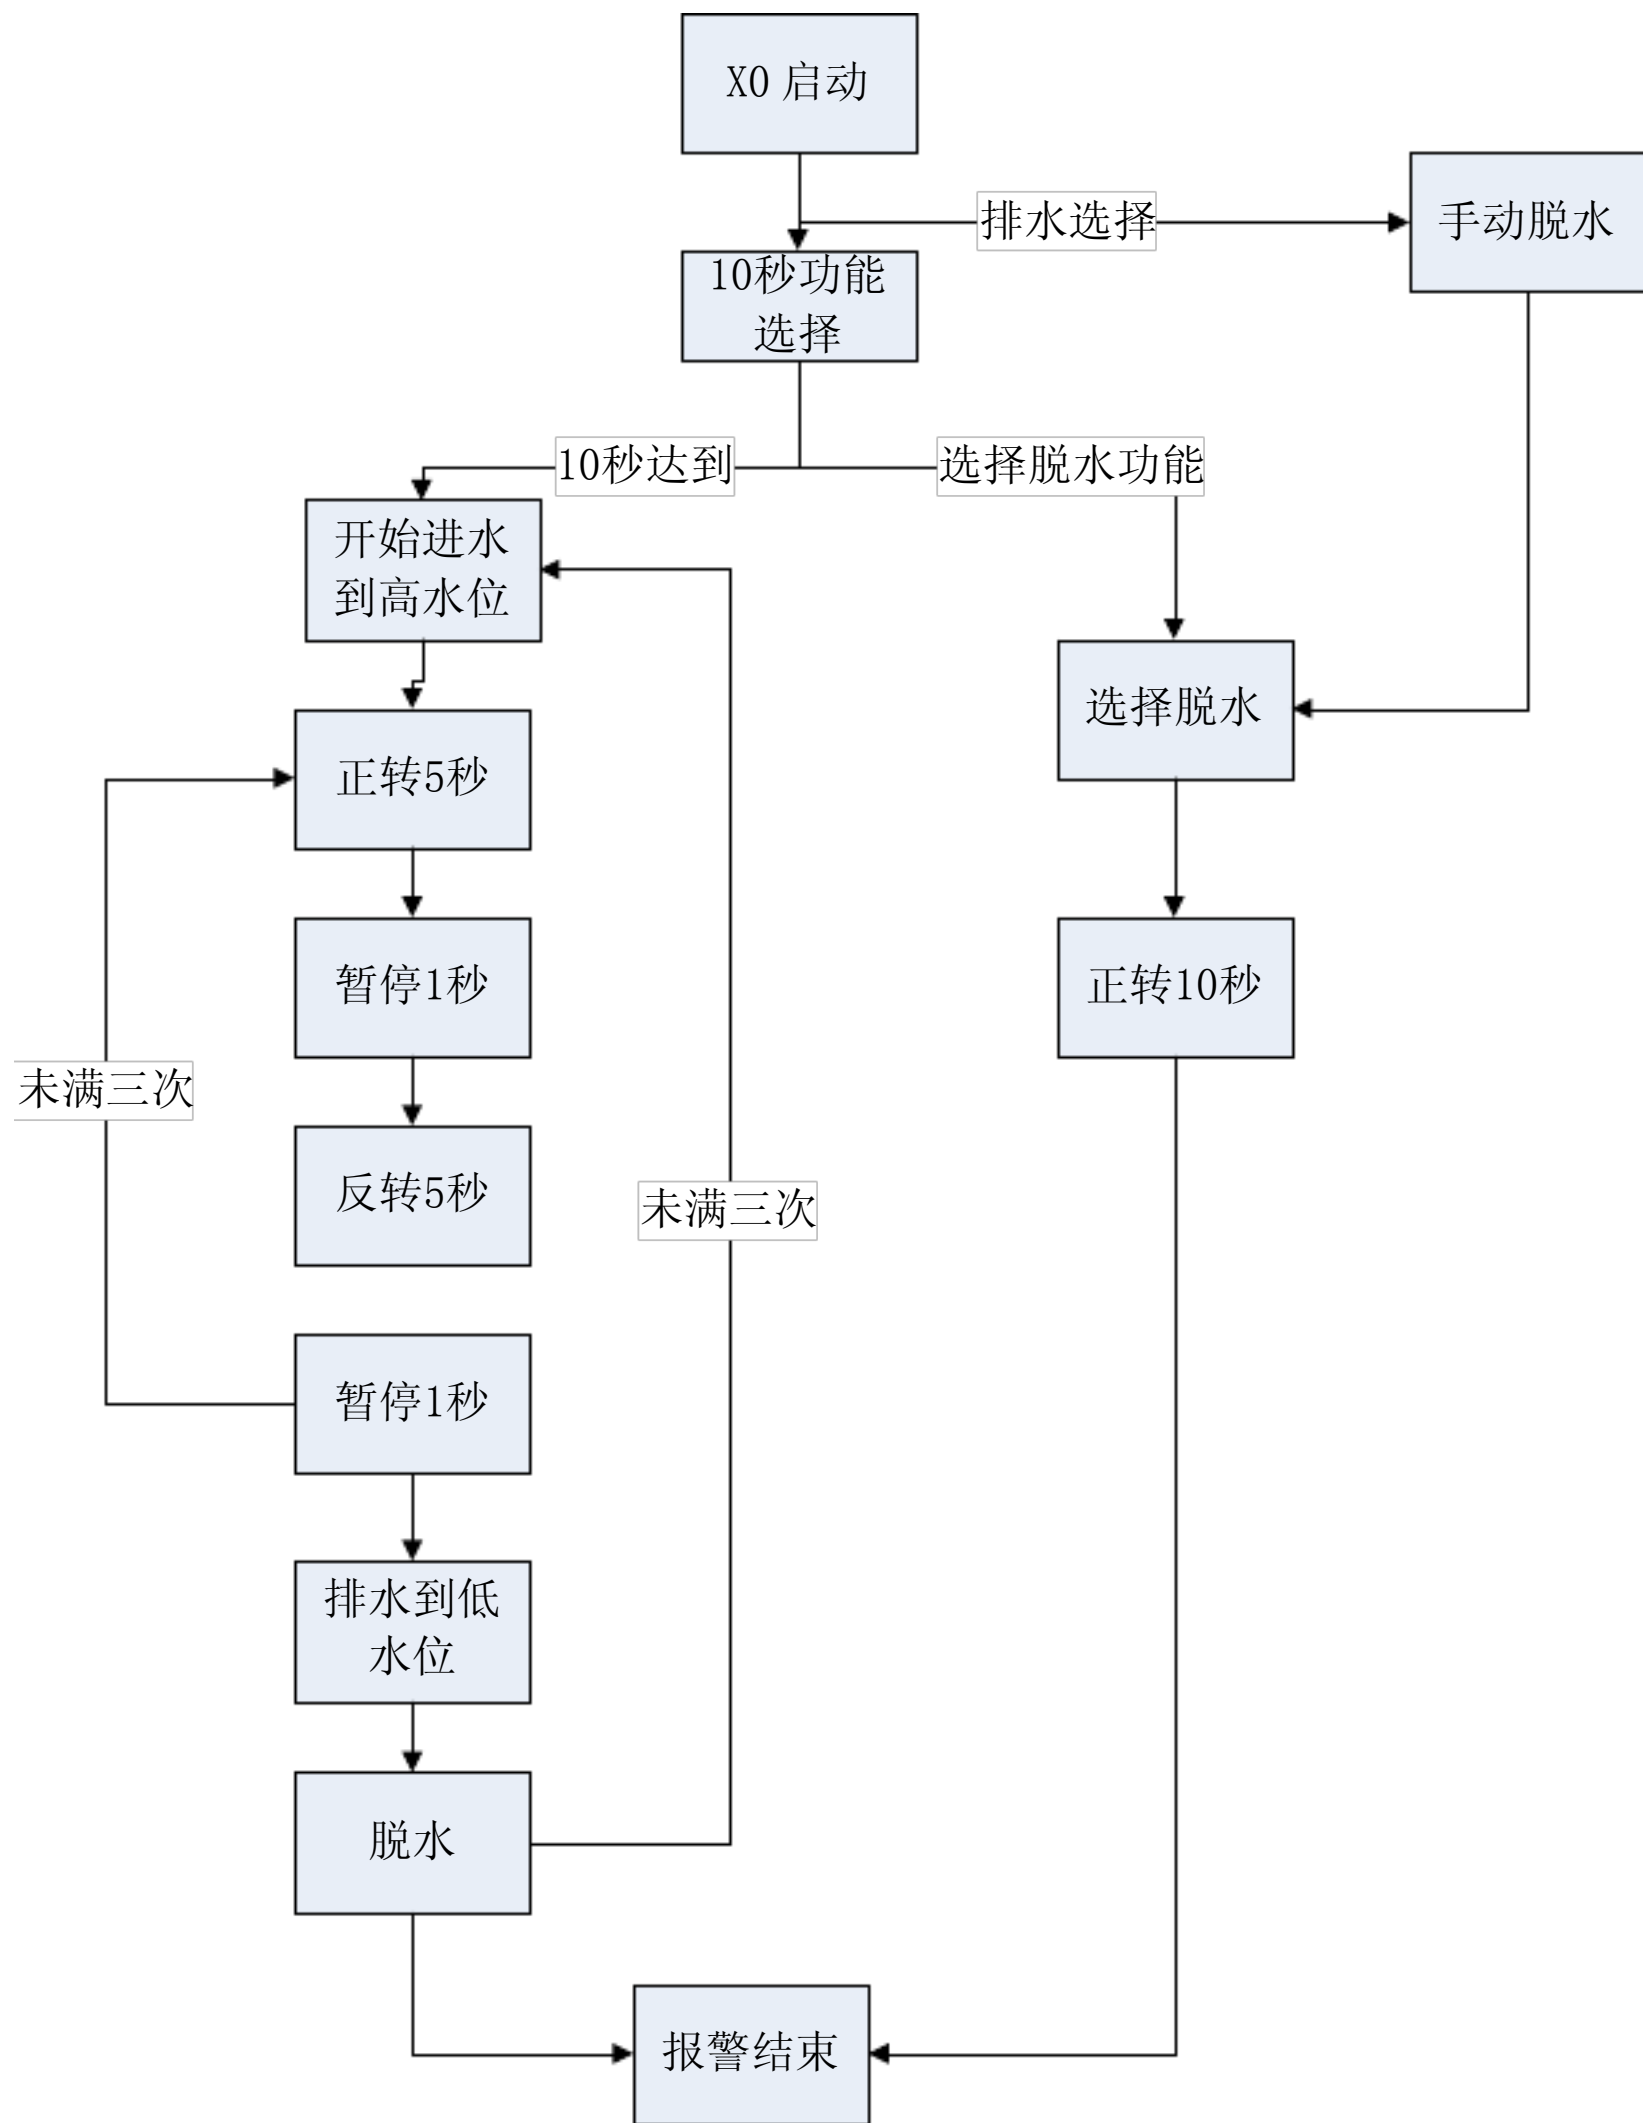 X0 启动
排水选择
手动脱水
10秒功能
选择
10秒达到
选择脱水功能
开始进水
到高水位
选择脱水
正转5秒
暂停1秒
正转10秒
未满三次
反转5秒
未满三次
暂停1秒
排水到低
水位
脱水
报警结束